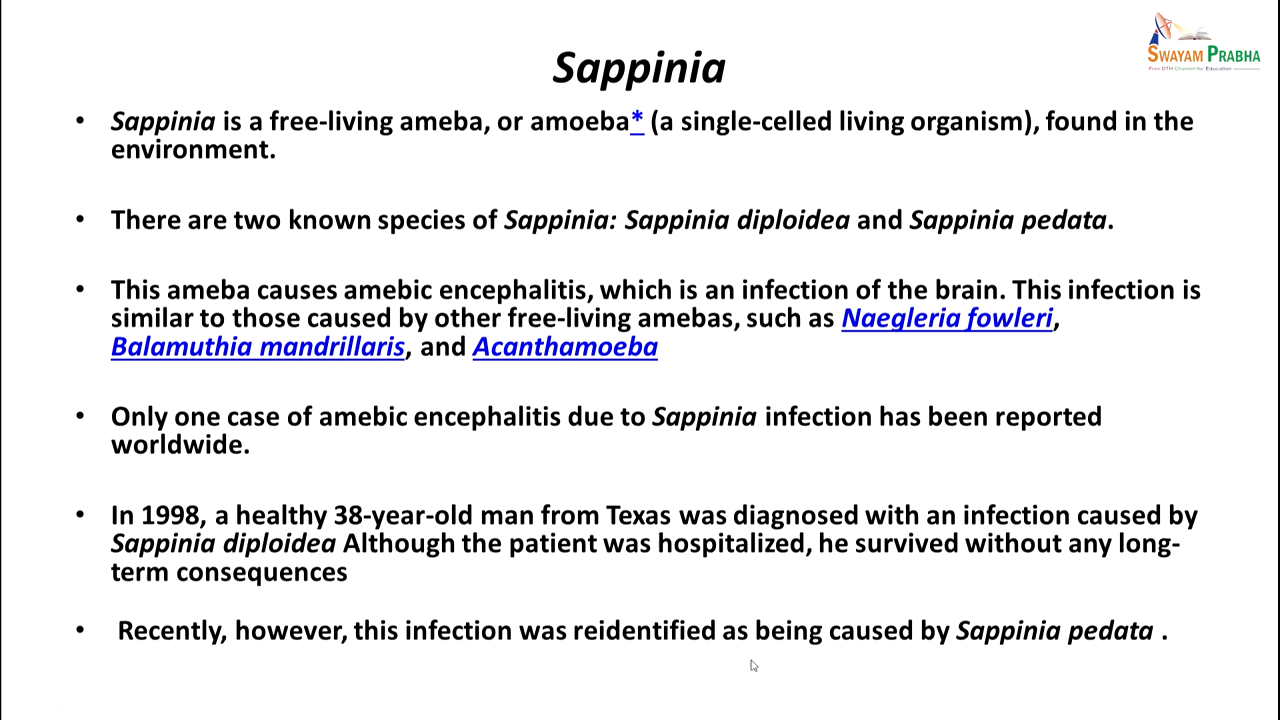 SWAYAM PRABHA
Free DTH Channel for Education
Sappinia
• Sappinia is a free-living ameba, or amoeba* (a single-celled living organism), found in the
environment.
• There are two known species of Sappinia: Sappinia diploidea and Sappinia pedata.
• This ameba causes amebic encephalitis, which is an infection of the brain. This infection is
similar to those caused by other free-living amebas, such as Naegleria fowleri,
Balamuthia mandrillaris, and Acanthamoeba
• Only one case of amebic encephalitis due to Sappinia infection has been reported
worldwide.
• In 1998, a healthy 38-year-old man from Texas was diagnosed with an infection caused by
Sappinia diploidea Although the patient was hospitalized, he survived without any long-
term consequences
• Recently, however, this infection was reidentified as being caused by Sappinia pedata .